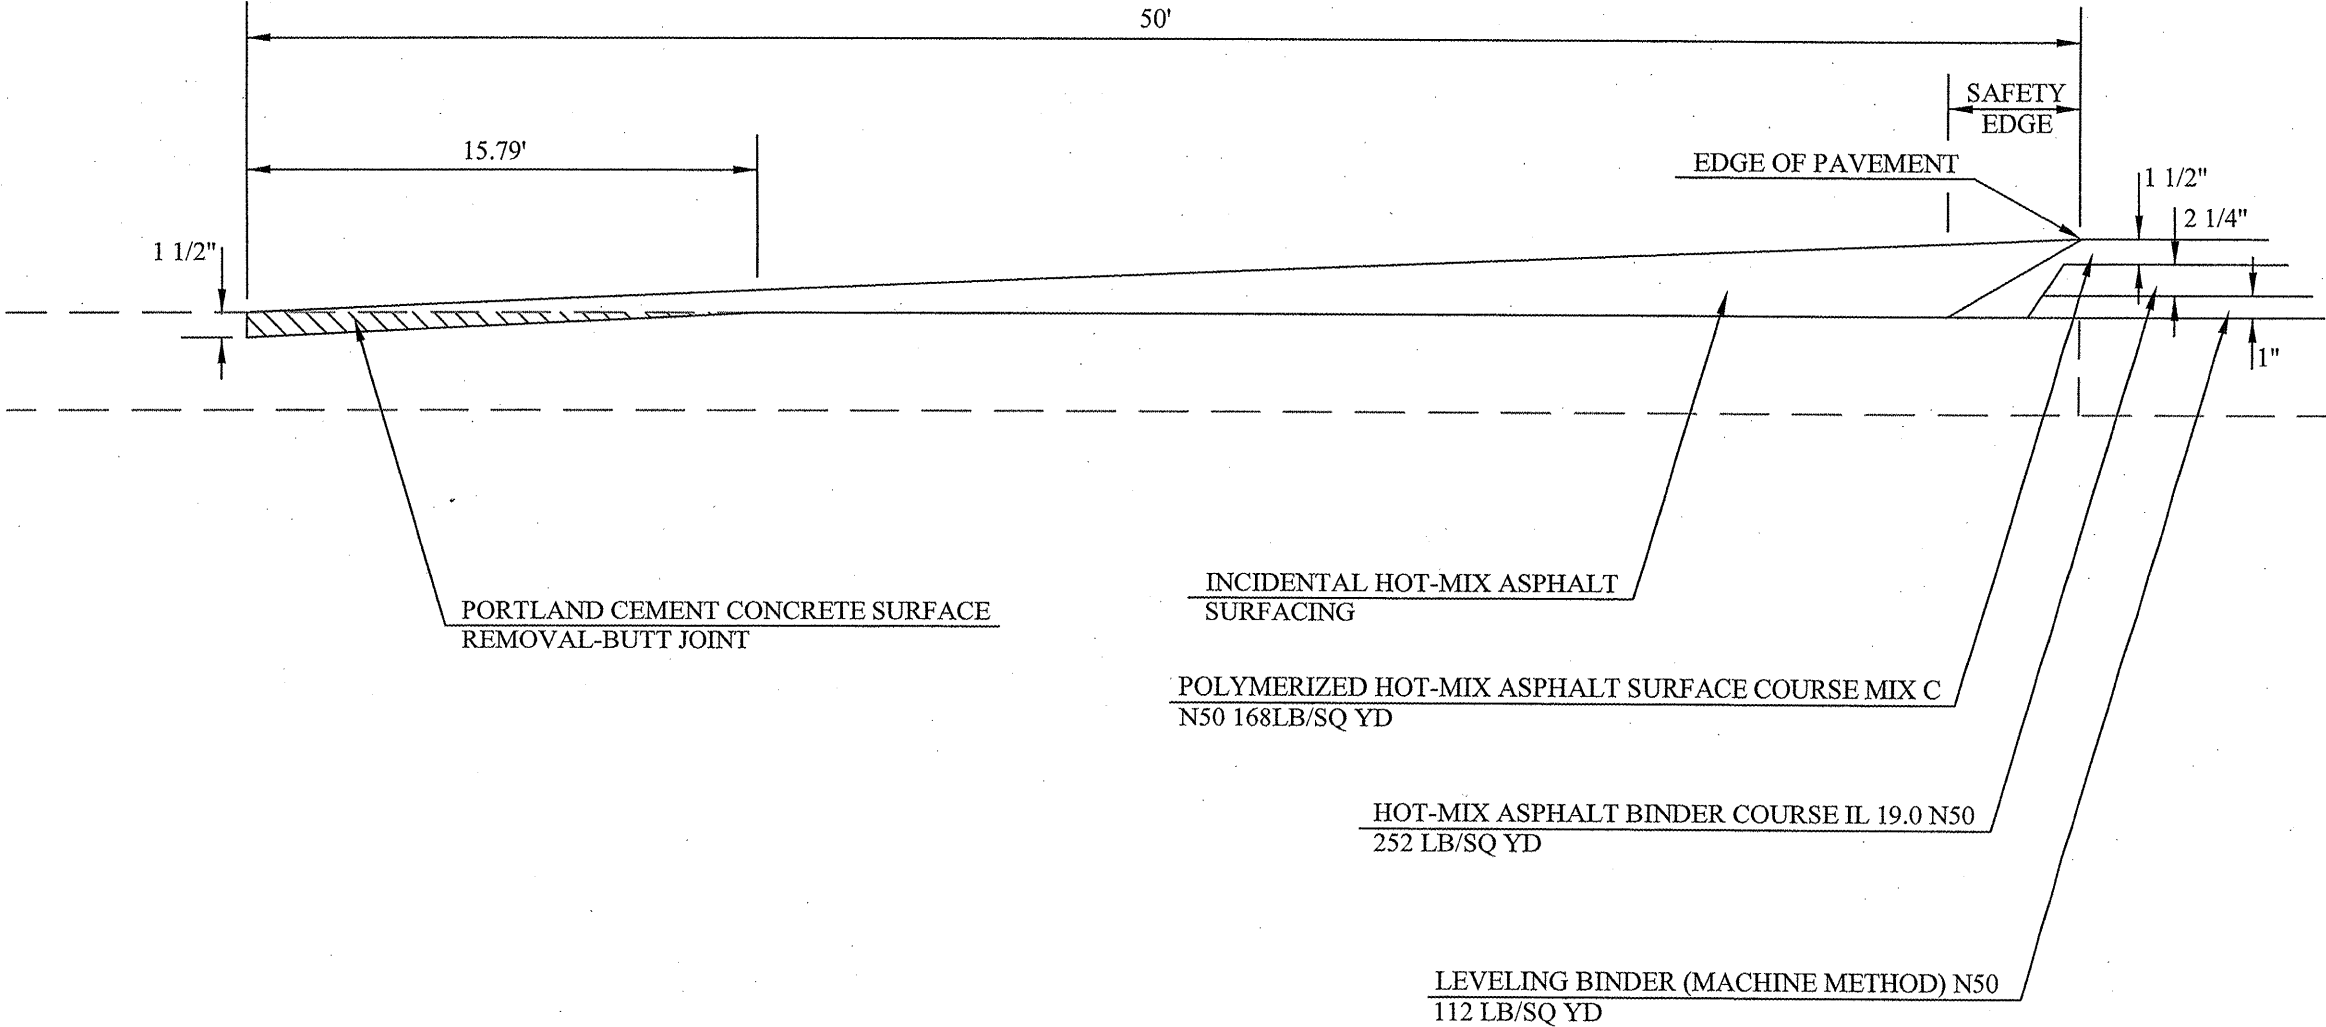 50'
SAFETY
EDGE
15.79'
EDGE OF PAVEMENT
1 1/2"
2 1/4"
1 1/2"
1"
INCIDENTAL HOT-MIX ASPHALT
SURFACING
PORTLAND CEMENT CONCRETE SURFACE
REMOVAL-BUTT JOINT
POLYMERIZED HOT-MIX ASPHALT SURFACE COURSE MIX C
N50 168LB/SQ YD
HOT-MIX ASPHALT BINDER COURSE IL 19.0 N50
252 LB/SQ YD
LEVELING BINDER (MACHINE METHOD) N50
112 LB/SQ YD